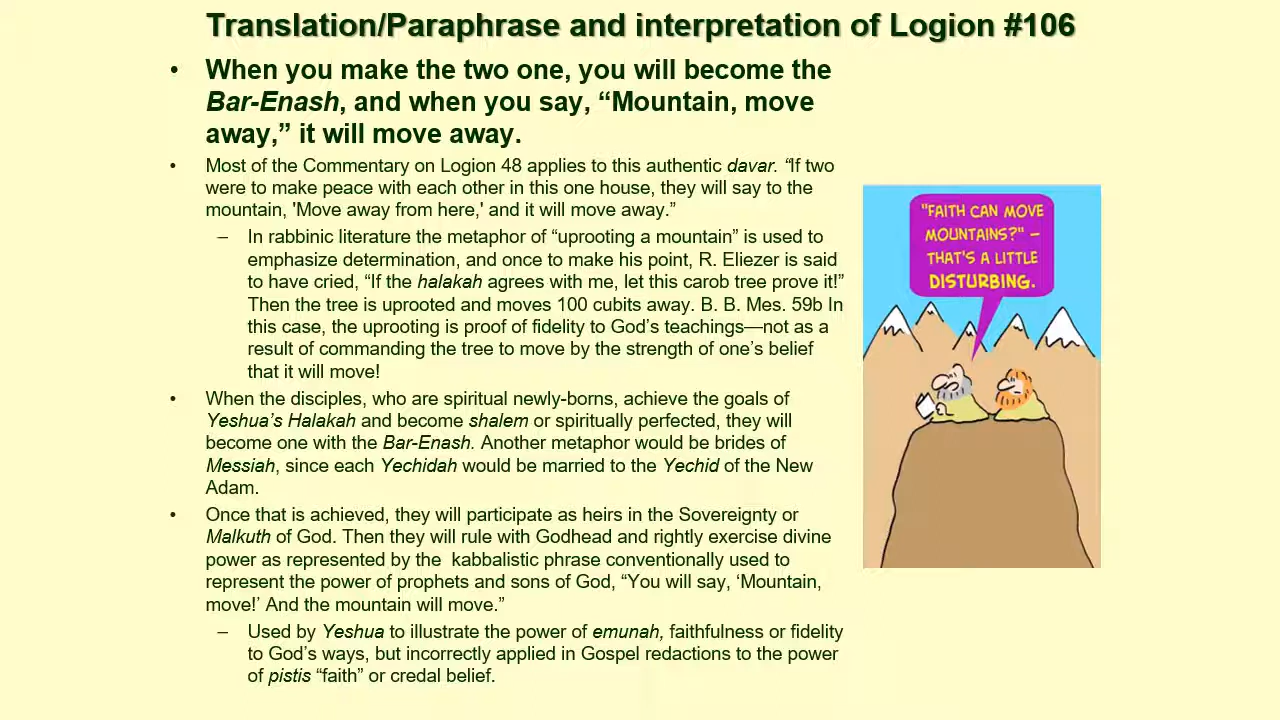 Translation/Paraphrase and interpretation of Logion #106
• When you make the two one, you will become the
Bar-Enash, and when you say, “Mountain, move
away,” it will move away.
• Most of the Commentary on Logion 48 applies to this authentic davar. “If two
were to make peace with each other in this one house, they will say to the
mountain, 'Move away from here,' and it will move away.”
– In rabbinic literature the metaphor of “uprooting a mountain” is used to
emphasize determination, and once to make his point, R. Eliezer is said
to have cried, “If the halakah agrees with me, let this carob tree prove it!”
Then the tree is uprooted and moves 100 cubits away. B. B. Mes. 59b In
this case, the uprooting is proof of fidelity to God’s teachings—not as a
result of commanding the tree to move by the strength of one’s belief
that it will move!
• When the disciples, who are spiritual newly-borns, achieve the goals of
Yeshua’s Halakah and become shalem or spiritually perfected, they will
become one with the Bar-Enash. Another metaphor would be brides of
Messiah, since each Yechidah would be married to the Yechid of the New
Adam.
• Once that is achieved, they will participate as heirs in the Sovereignty or
Malkuth of God. Then they will rule with Godhead and rightly exercise divine
power as represented by the kabbalistic phrase conventionally used to
represent the power of prophets and sons of God, “You will say, ‘Mountain,
move!’ And the mountain will move.”
– Used by Yeshua to illustrate the power of emunah, faithfulness or fidelity
to God’s ways, but incorrectly applied in Gospel redactions to the power
of pistis “faith” or credal belief.
"FAITH CAN MOVE
MOUNTAINS?" –
THAT'S A LITTLE
DISTURBING.